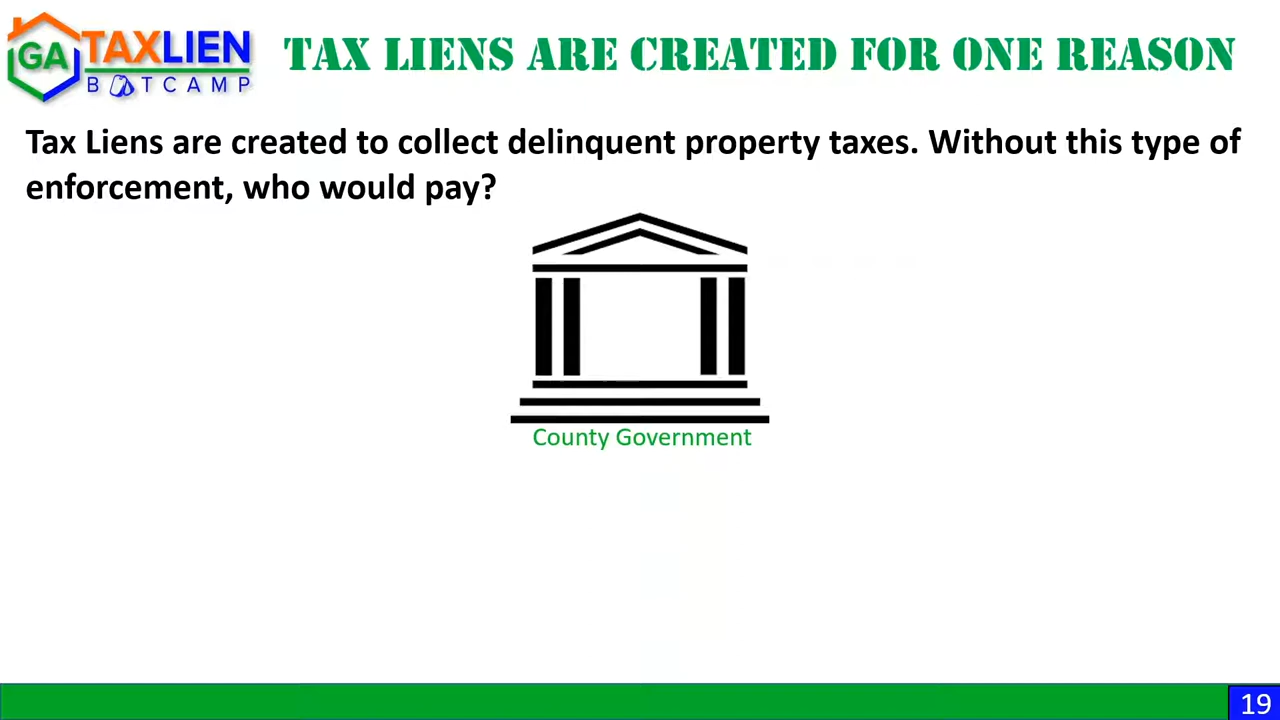 GA TAXLIEN
BOOTCAMP
TAX LIENS ARE CREATED FOR ONE REASON
Tax Liens are created to collect delinquent property taxes. Without this type of
enforcement, who would pay?
County Government
19